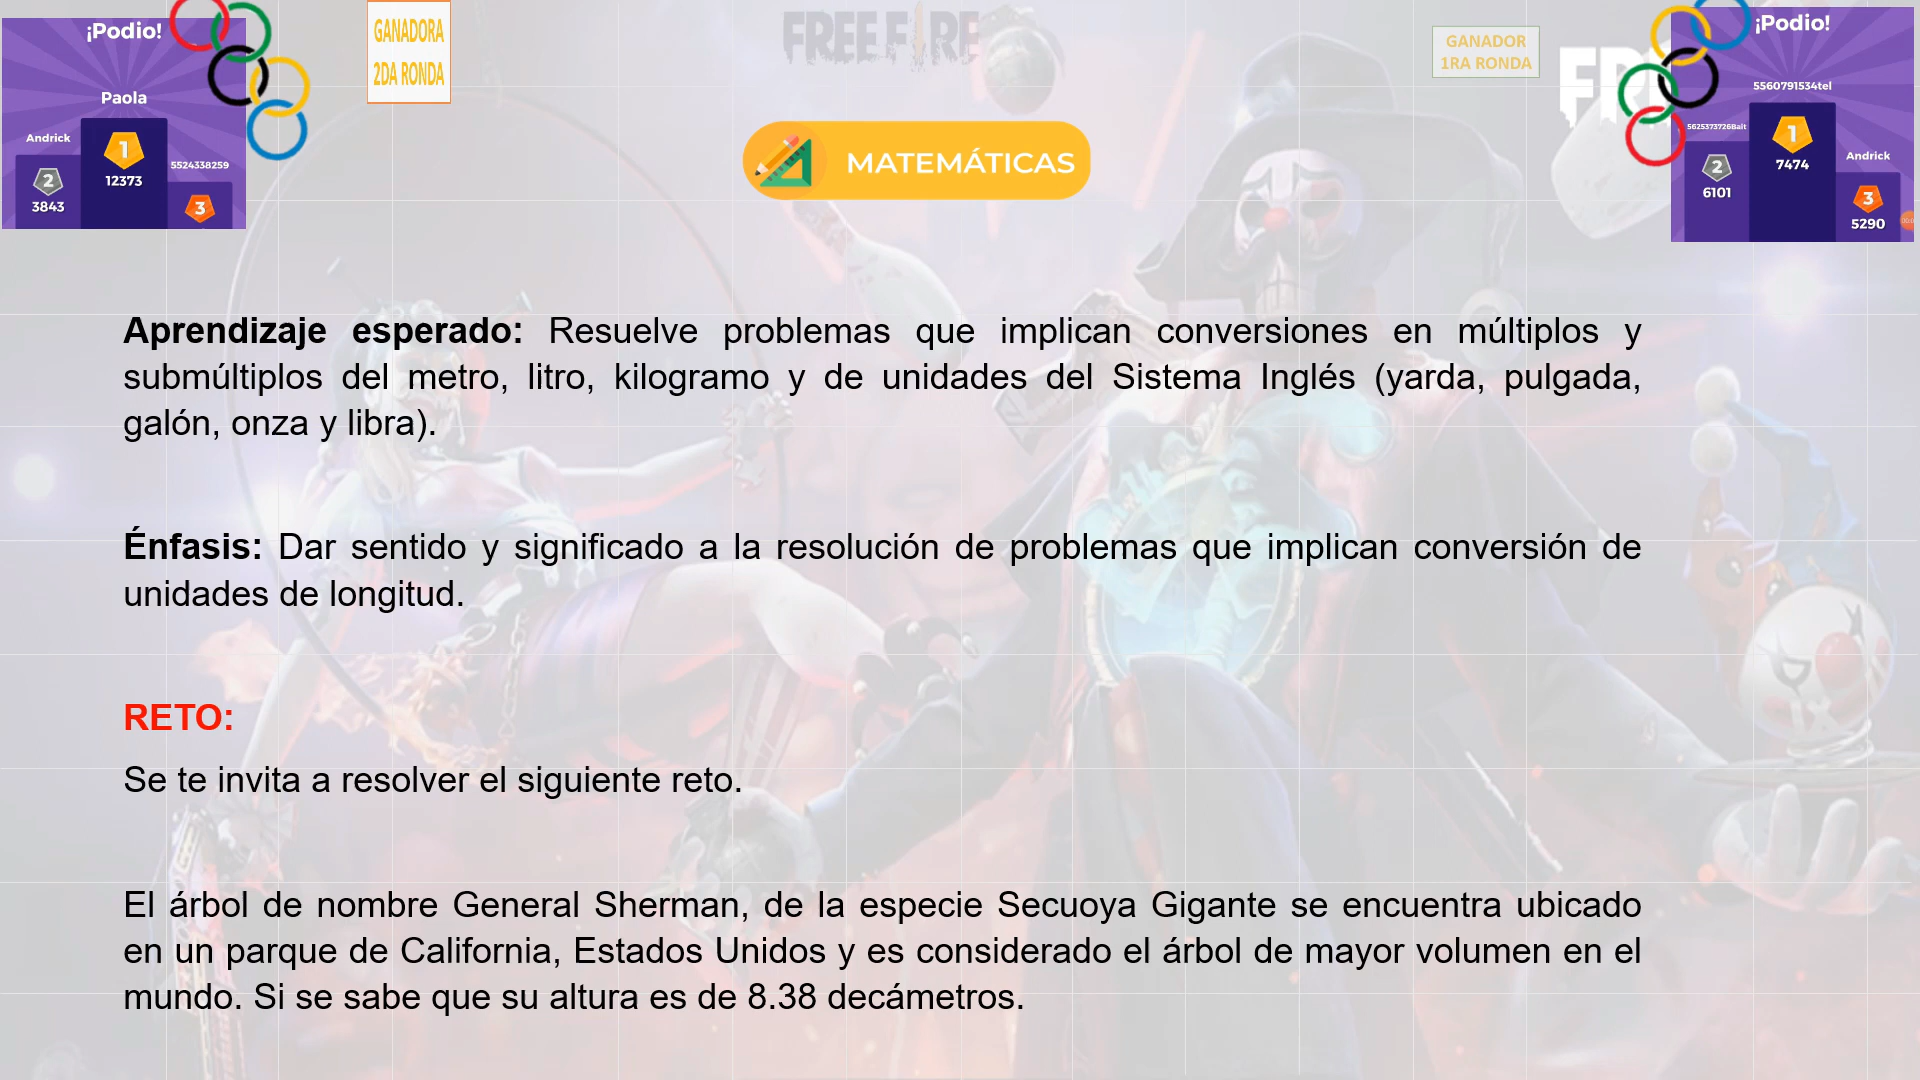 ¡Podio!
Paola
Andrick
5524338259
1
12373
2
3843
3
GANADORA
2DA RONDA
FREE FIRE
MATEMÁTICAS
GANADOR
1RA RONDA
¡Podio!
5560791534tel
Andrick
1
7474
2
6101
3
5290
Aprendizaje esperado: Resuelve problemas que implican conversiones en múltiplos y
submúltiplos del metro, litro, kilogramo y de unidades del Sistema Inglés (yarda, pulgada,
galón, onza y libra).
Énfasis: Dar sentido y significado a la resolución de problemas que implican conversión de
unidades de longitud.
RETO:
Se te invita a resolver el siguiente reto.
El árbol de nombre General Sherman, de la especie Secuoya Gigante se encuentra ubicado
en un parque de California, Estados Unidos y es considerado el árbol de mayor volumen en el
mundo. Si se sabe que su altura es de 8.38 decámetros.